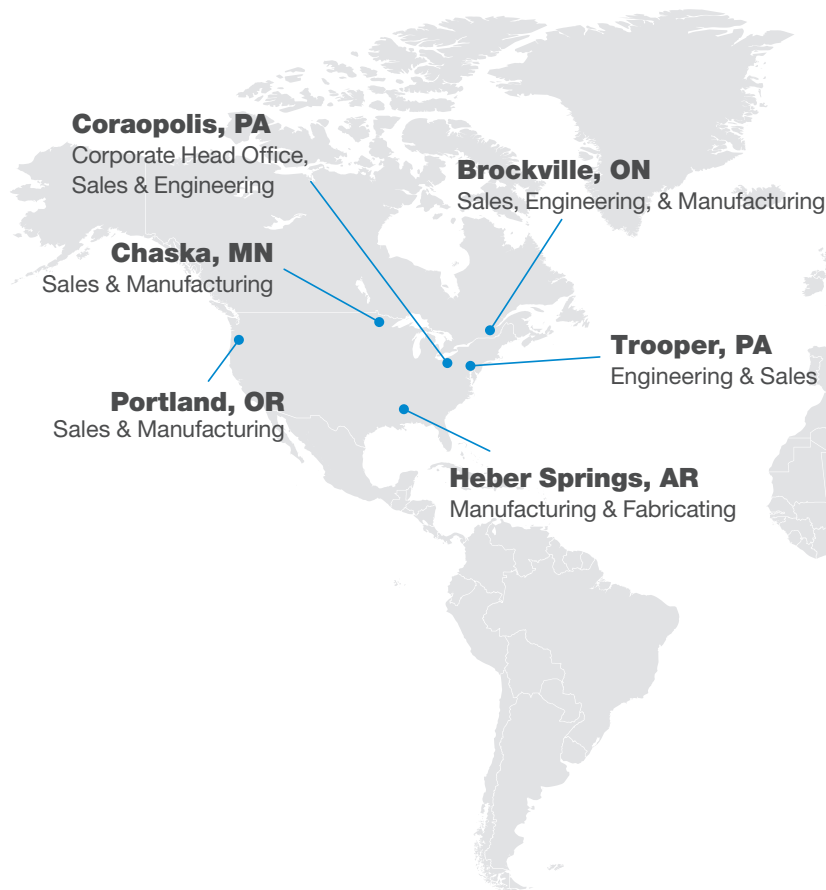 Coraopolis, PA
Corporate Head Office,
Sales & Engineering
Brockville, ON
Sales, Engineering, & Manufacturing
Chaska, MN
Sales & Manufacturing
Trooper, PA
Engineering & Sales
Portland, OR
Sales & Manufacturing
Heber Springs, AR
Manufacturing & Fabricating